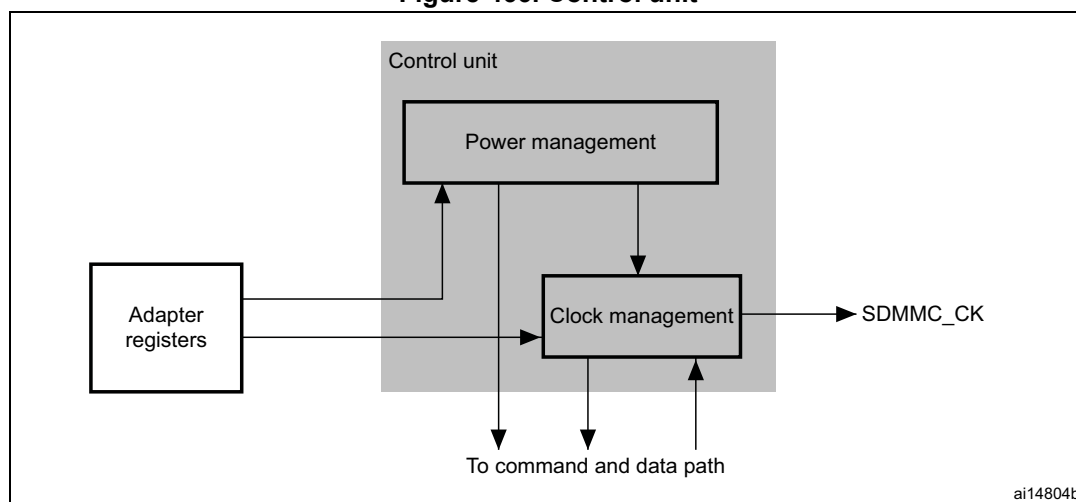 Control unit
Power management
Adapter
registers
Clock management
SDMMC_CK
To command and data path
ai14804b